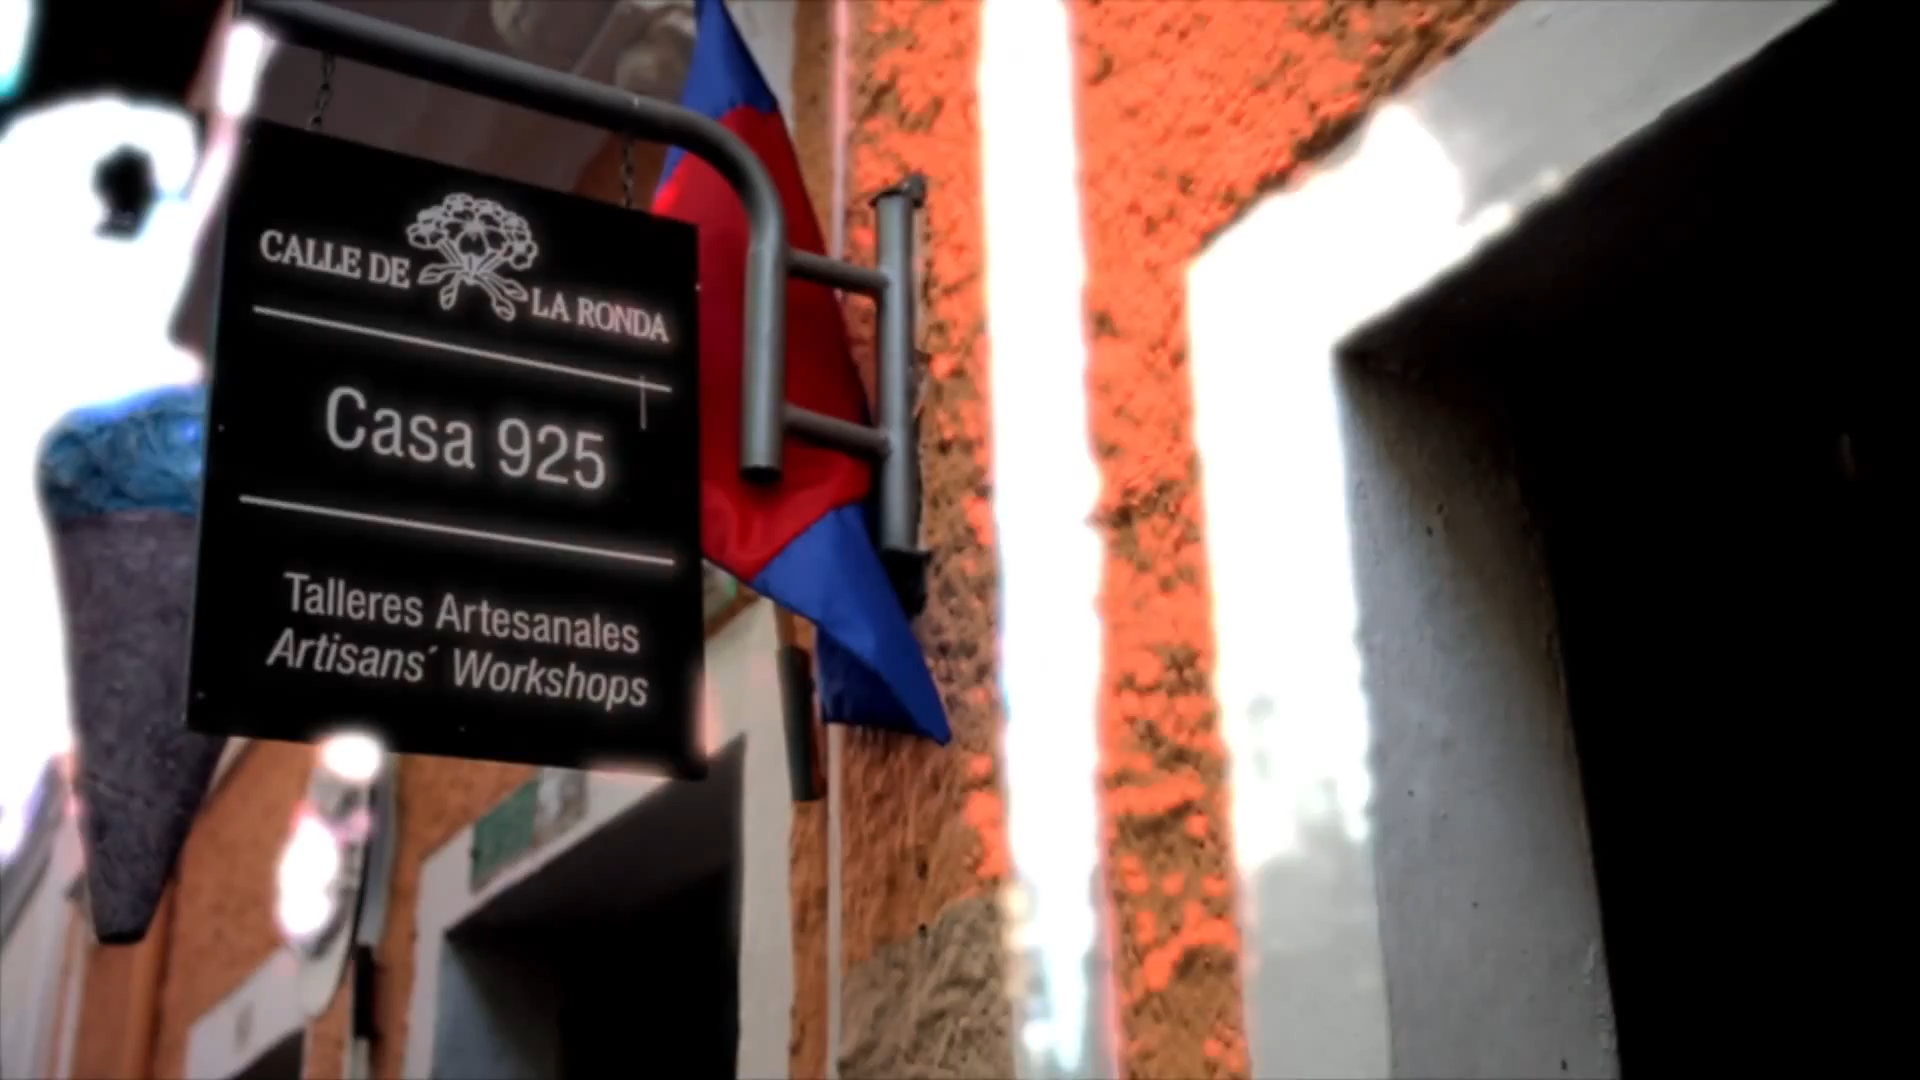 CALLE DE LA RONDA
Casa 925
Talleres Artesanales
Artisans´ Workshops